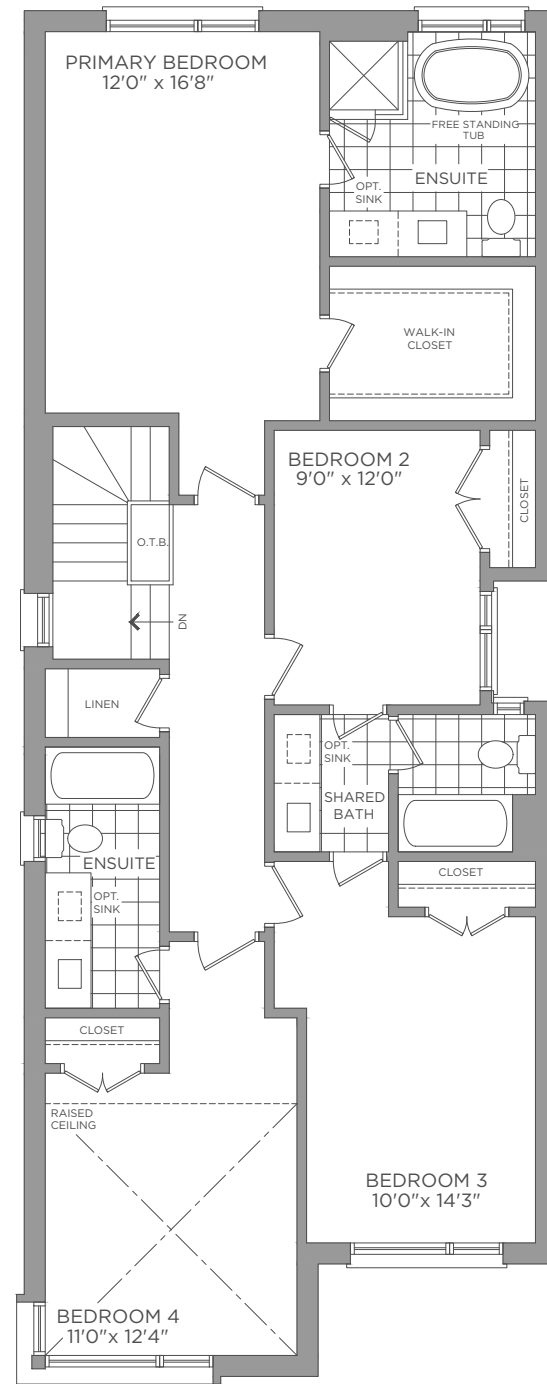 PRIMARY BEDROOM
12'0" x 16'8"
FREE STANDING
TUB
ENSUITE
OPT.
SINK
WALK-IN
CLOSET
BEDROOM 2
9'0" x 12'0"
CLOSET
O.T.B.
DN
LINEN
OPT.
SINK
SHARED
BATH
ENSUITE
OPT.
SINK
CLOSET
CLOSET
RAISED
CEILING
BEDROOM 3
10'0"x 14'3"
BEDROOM 4
11'0"x 12'4"